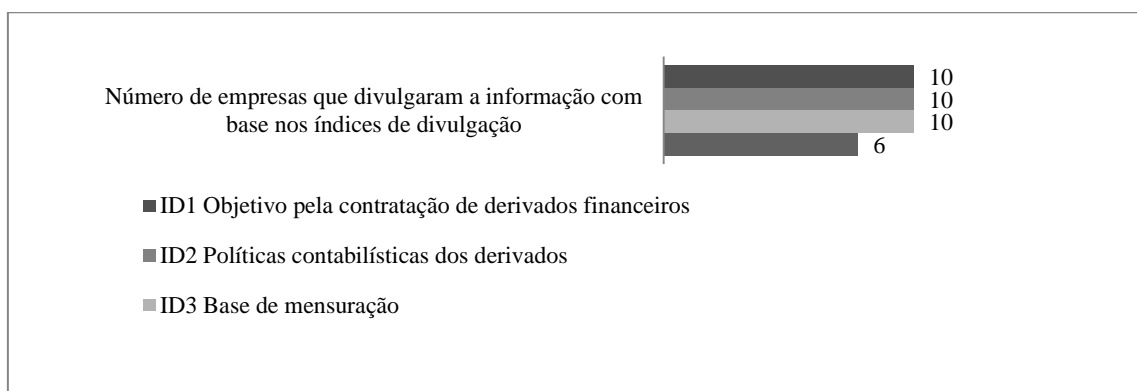 Número de empresas que divulgaram a informação com
base nos índices de divulgação
10
10
10
6
ID1 Objetivo pela contratação de derivados financeiros
ID2 Políticas contabilísticas dos derivados
ID3 Base de mensuração